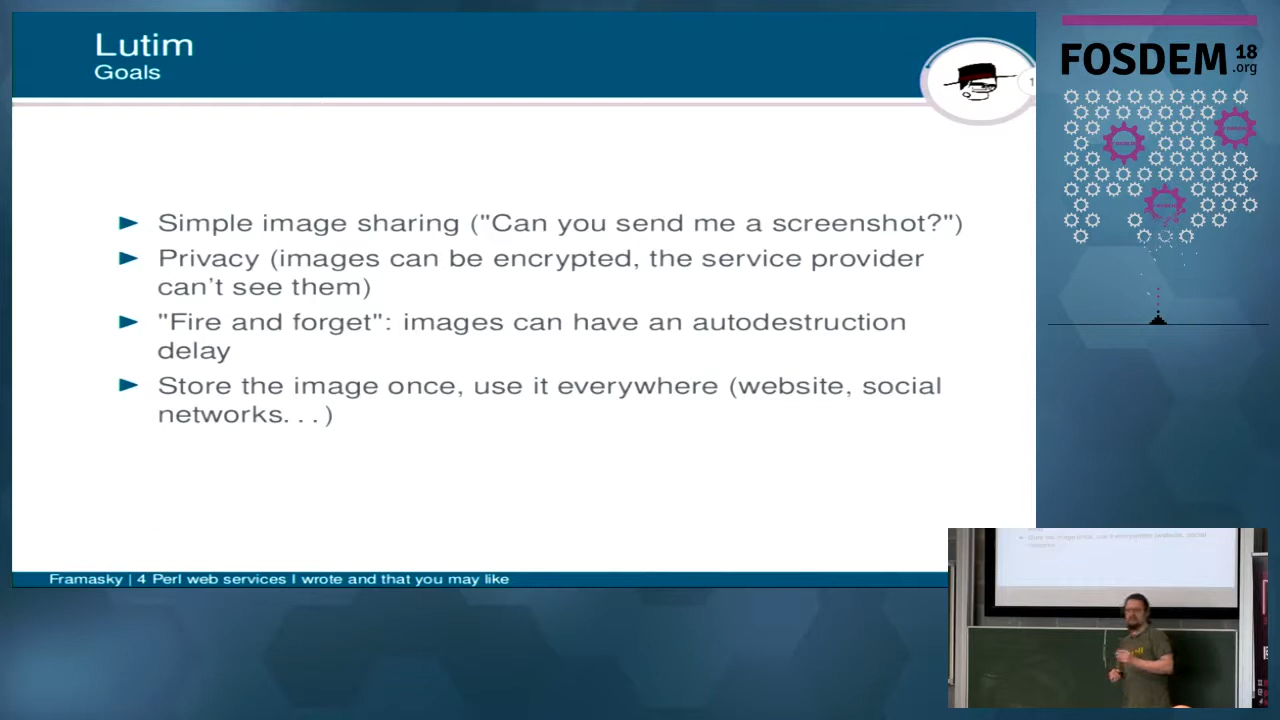 Lutim
Goals
1
FOSDEM 18
.org
Simple image sharing ("Can you send me a screenshot?")
Privacy (images can be encrypted, the service provider
can't see them)
"Fire and forget": images can have an autodestruction
delay
Store the image once, use it everywhere (website, social
networks. . . )
Framasky | 4 Perl web services I wrote and that you may like